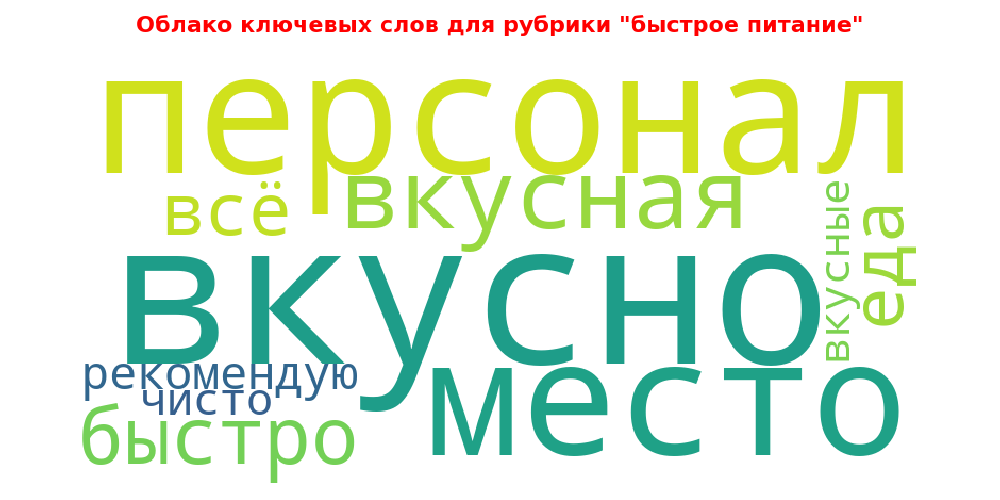 Облако ключевых слов для рубрики "быстрое питание"
персонал
всё
вкусная
вкусные
еда
вкусно
рекомендую
чисто
место
быстро